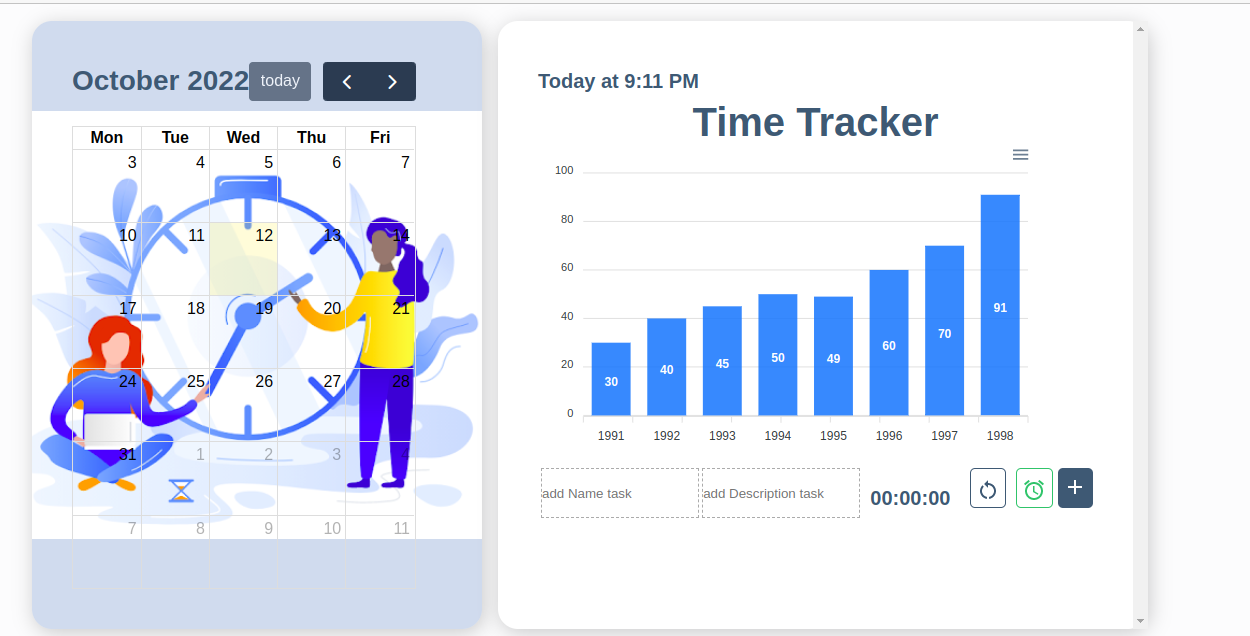 October 2022 today
Mon Tue Wed Thu Fri
3 4 5 6 7
10 11 12 13 14
17 18 19 20 21
24 25 26 27 28
31 1 2 3 4
7 8 9 10 11
Today at 9:11 PM
Time Tracker
100
80
60
40
20
0
30 40 45 50 49 60 70 91
1991 1992 1993 1994 1995 1996 1997 1998
add Name task add Description task 00:00:00